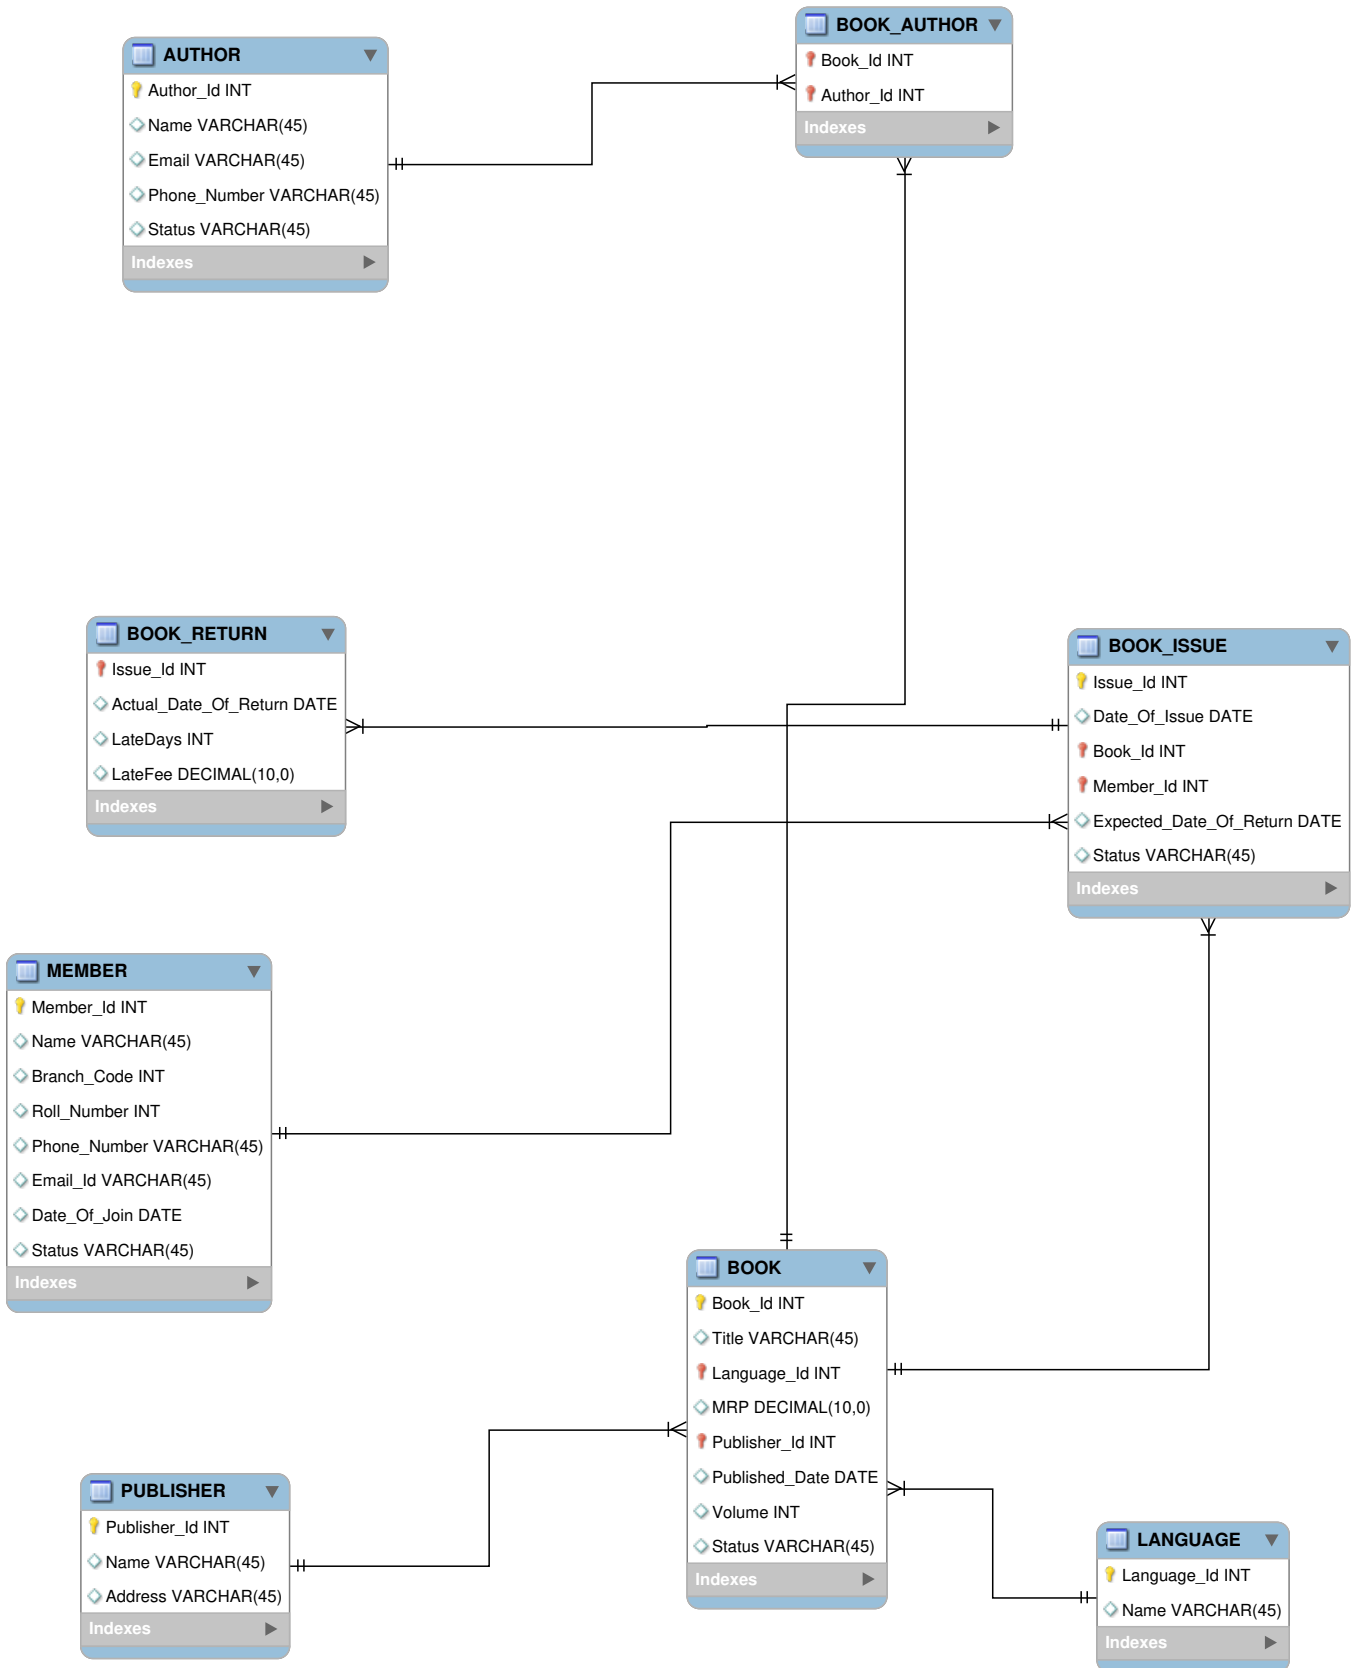 AUTHOR
Author_Id INT
Name VARCHAR(45)
Email VARCHAR(45)
Phone_Number VARCHAR(45)
Status VARCHAR(45)
Indexes
BOOK_AUTHOR
Book_Id INT
Author_Id INT
Indexes
BOOK_RETURN
Issue_Id INT
Actual_Date_Of_Return DATE
LateDays INT
LateFee DECIMAL(10,0)
Indexes
BOOK_ISSUE
Issue_Id INT
Date_Of_Issue DATE
Book_Id INT
Member_Id INT
Expected_Date_Of_Return DATE
Status VARCHAR(45)
Indexes
MEMBER
Member_Id INT
Name VARCHAR(45)
Branch_Code INT
Roll_Number INT
Phone_Number VARCHAR(45)
Email_Id VARCHAR(45)
Date_Of_Join DATE
Status VARCHAR(45)
Indexes
BOOK
Book_Id INT
Title VARCHAR(45)
Language_Id INT
MRP DECIMAL(10,0)
Publisher_Id INT
Published_Date DATE
Volume INT
Status VARCHAR(45)
Indexes
PUBLISHER
Publisher_Id INT
Name VARCHAR(45)
Address VARCHAR(45)
Indexes
LANGUAGE
Language_Id INT
Name VARCHAR(45)
Indexes